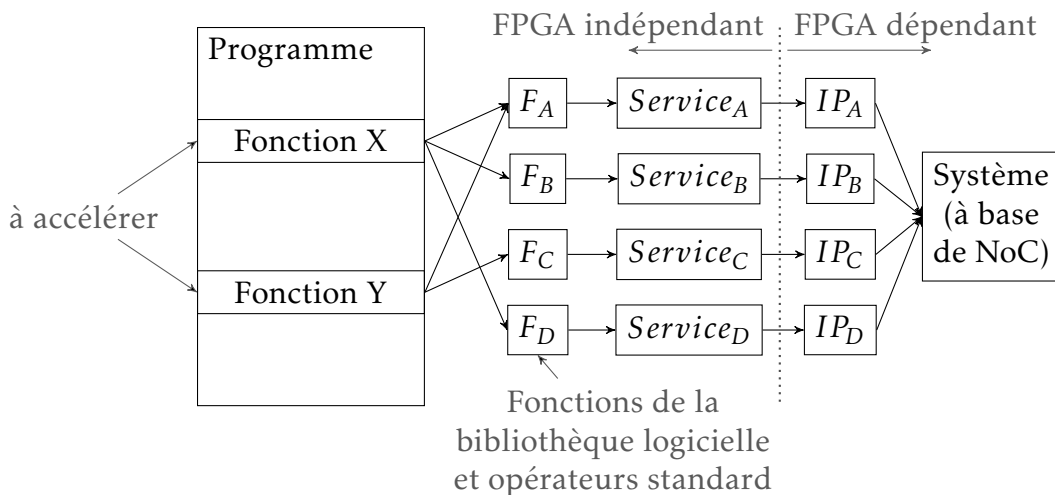 FPGA indépendant
FPGA dépendant
Programme
Fonction X
Fonction Y
à accélérer
F_A
Service_A
IP_A
F_B
Service_B
IP_B
F_C
Service_C
IP_C
F_D
Service_D
IP_D
Système
(à base
de NoC)
Fonctions de la
bibliothèque logicielle
et opérateurs standard